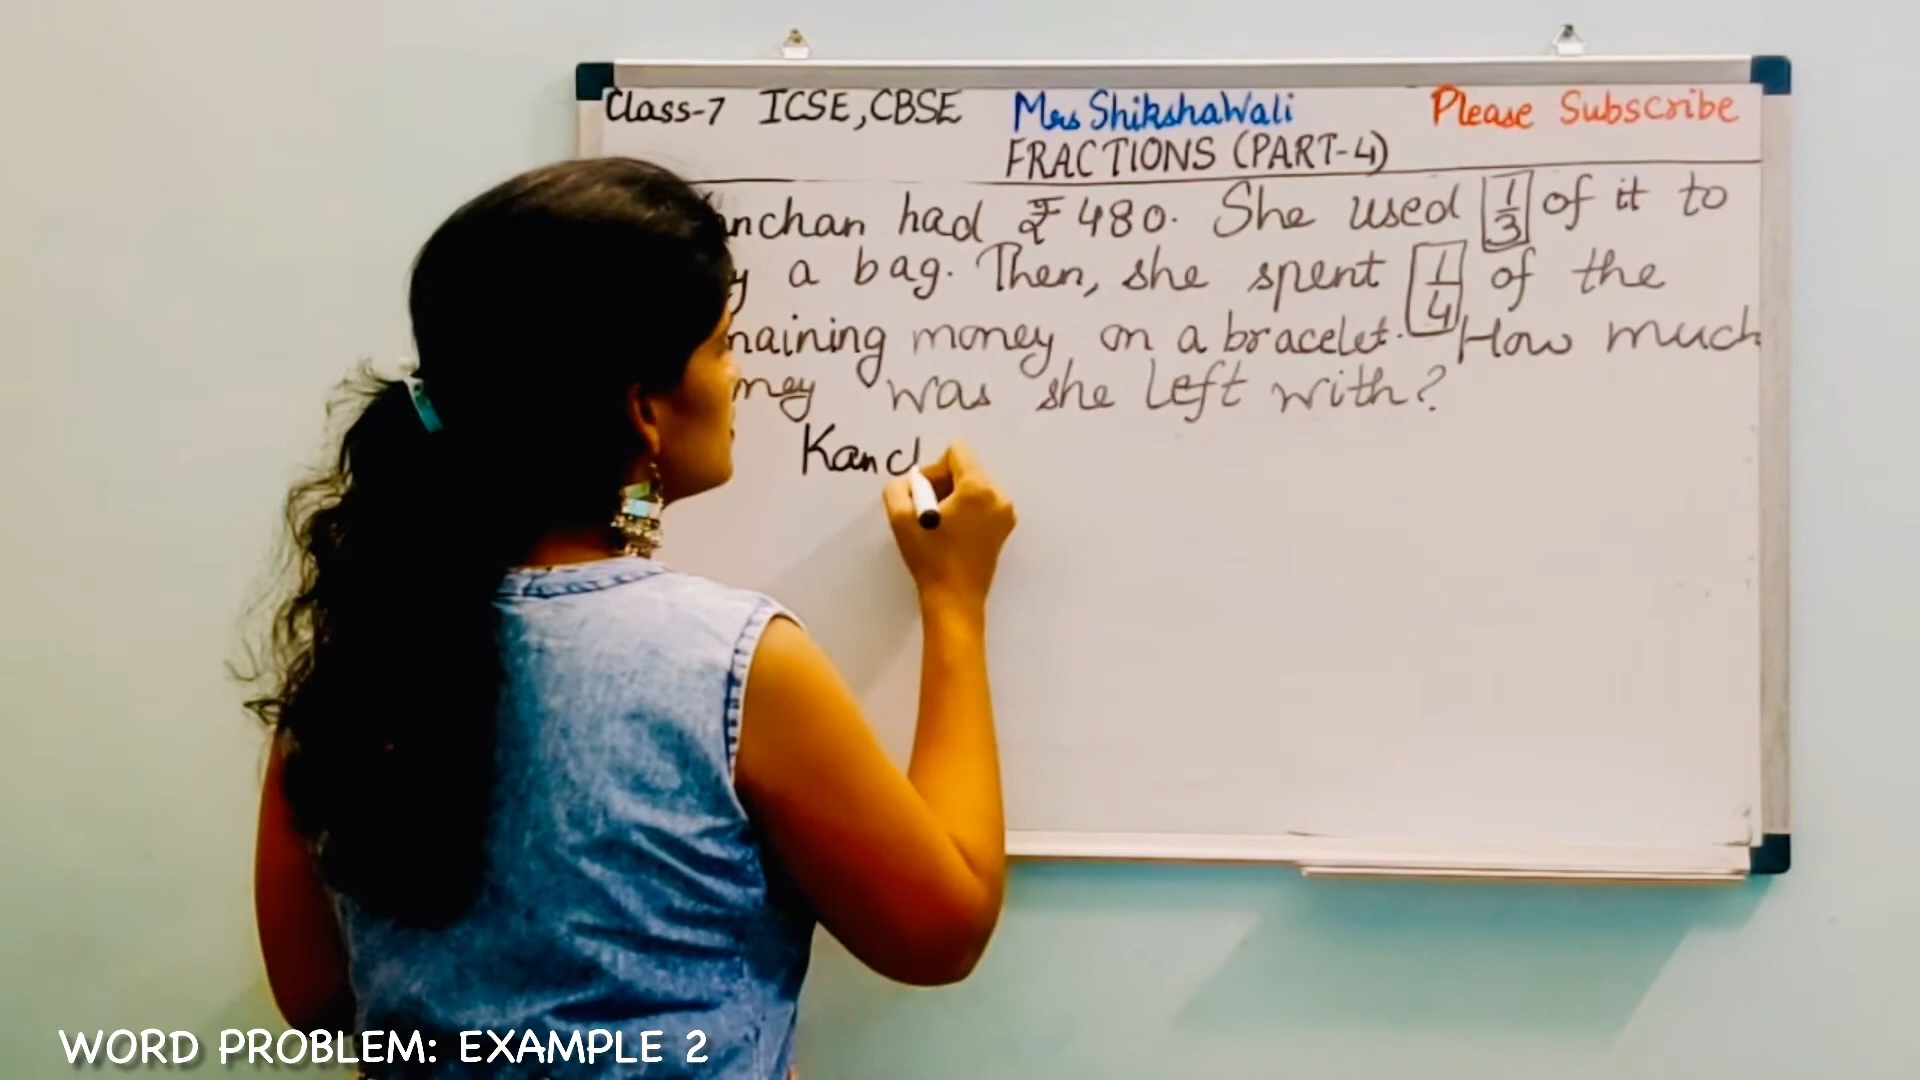 Class-7 ICSE, CBSE Mrs ShikshaWali Please Subscribe
FRACTIONS (PART-4)
nchan had ₹ 480. She used 1/3 of it to
y a bag. Then, she spent 1/4 of the
naining money on a bracelet. How much
ney was she left with?
Kanch
WORD PROBLEM: EXAMPLE 2